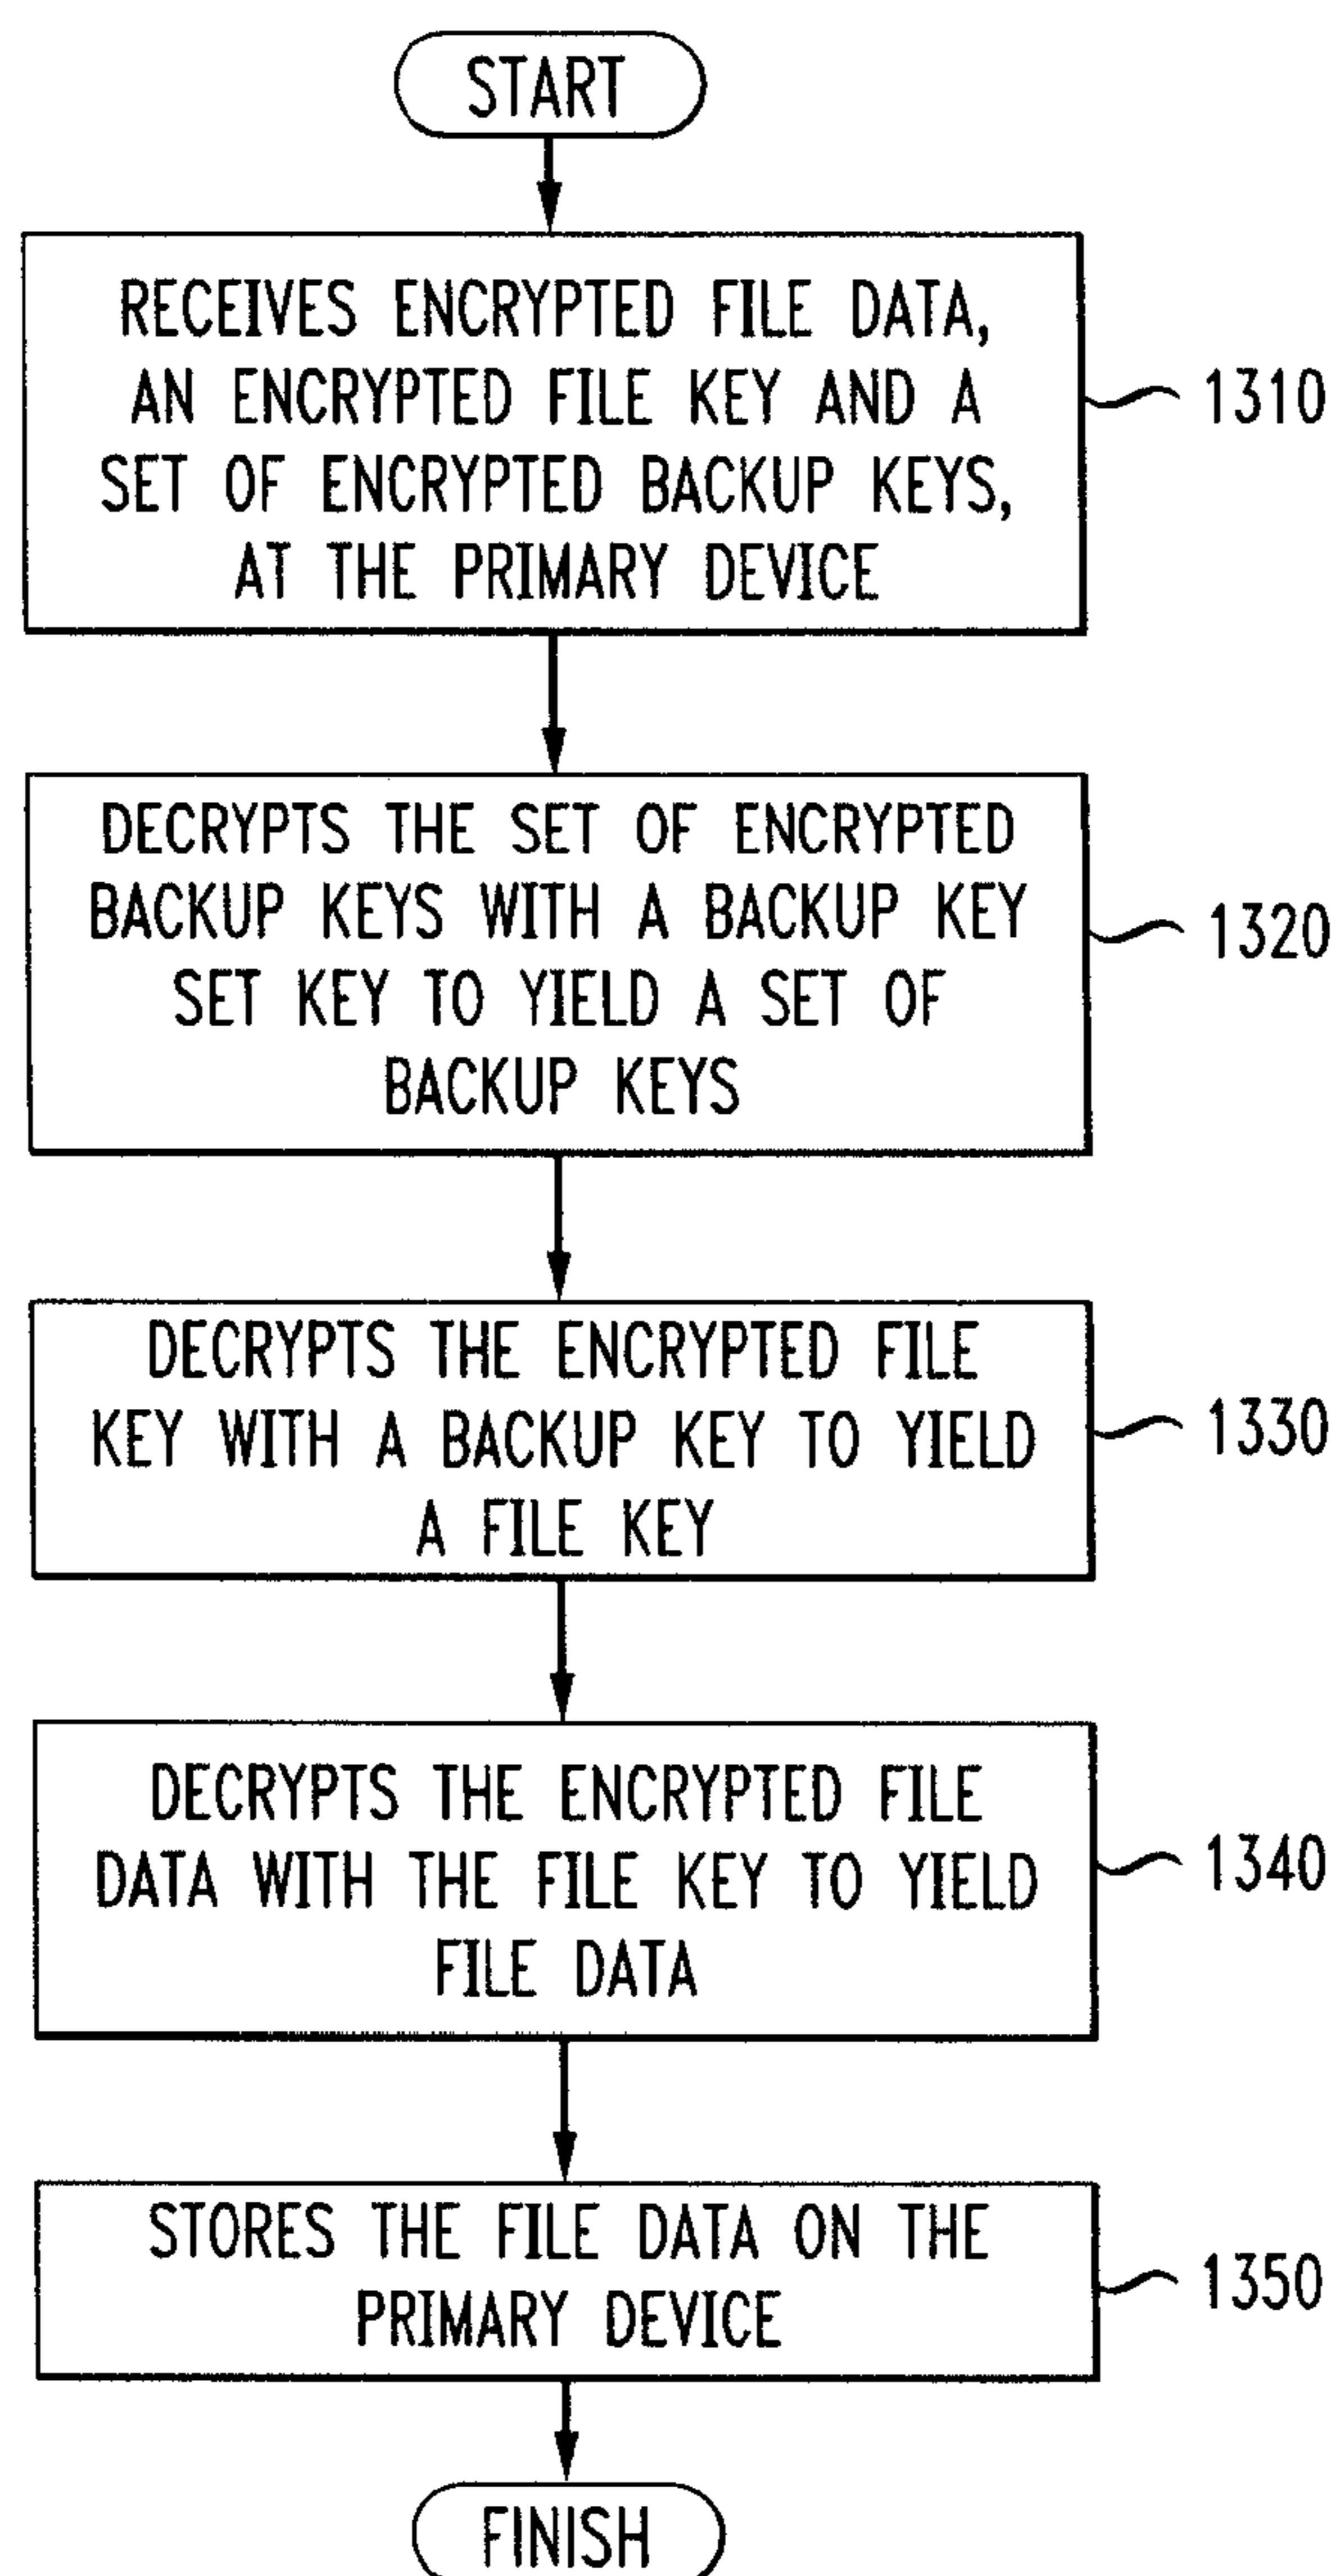 START
RECEIVES ENCRYPTED FILE DATA,
AN ENCRYPTED FILE KEY AND A
SET OF ENCRYPTED BACKUP KEYS,
AT THE PRIMARY DEVICE
1310
DECRYPTS THE SET OF ENCRYPTED
BACKUP KEYS WITH A BACKUP KEY
SET KEY TO YIELD A SET OF
BACKUP KEYS
1320
DECRYPTS THE ENCRYPTED FILE
KEY WITH A BACKUP KEY TO YIELD
A FILE KEY
1330
DECRYPTS THE ENCRYPTED FILE
DATA WITH THE FILE KEY TO YIELD
FILE DATA
1340
STORES THE FILE DATA ON THE
PRIMARY DEVICE
1350
FINISH